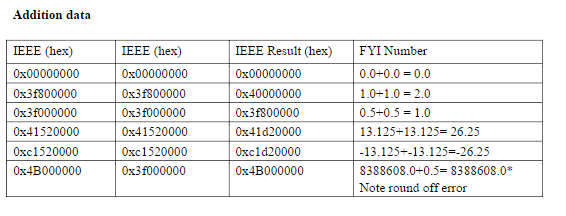 Addition data
IEEE (hex) IEEE (hex) IEEE Result (hex) FYI Number
0x00000000 0x00000000 0x00000000 0.0+0.0 = 0.0
0x3f800000 0x3f800000 0x40000000 1.0+1.0 = 2.0
0x3f000000 0x3f000000 0x3f800000 0.5+0.5 = 1.0
0x41520000 0x41520000 0x41d20000 13.125+13.125= 26.25
0xc1520000 0xc1520000 0xc1d20000 -13.125+-13.125=-26.25
0x4B000000 0x3f000000 0x4B000000 8388608.0+0.5= 8388608.0*
Note round off error